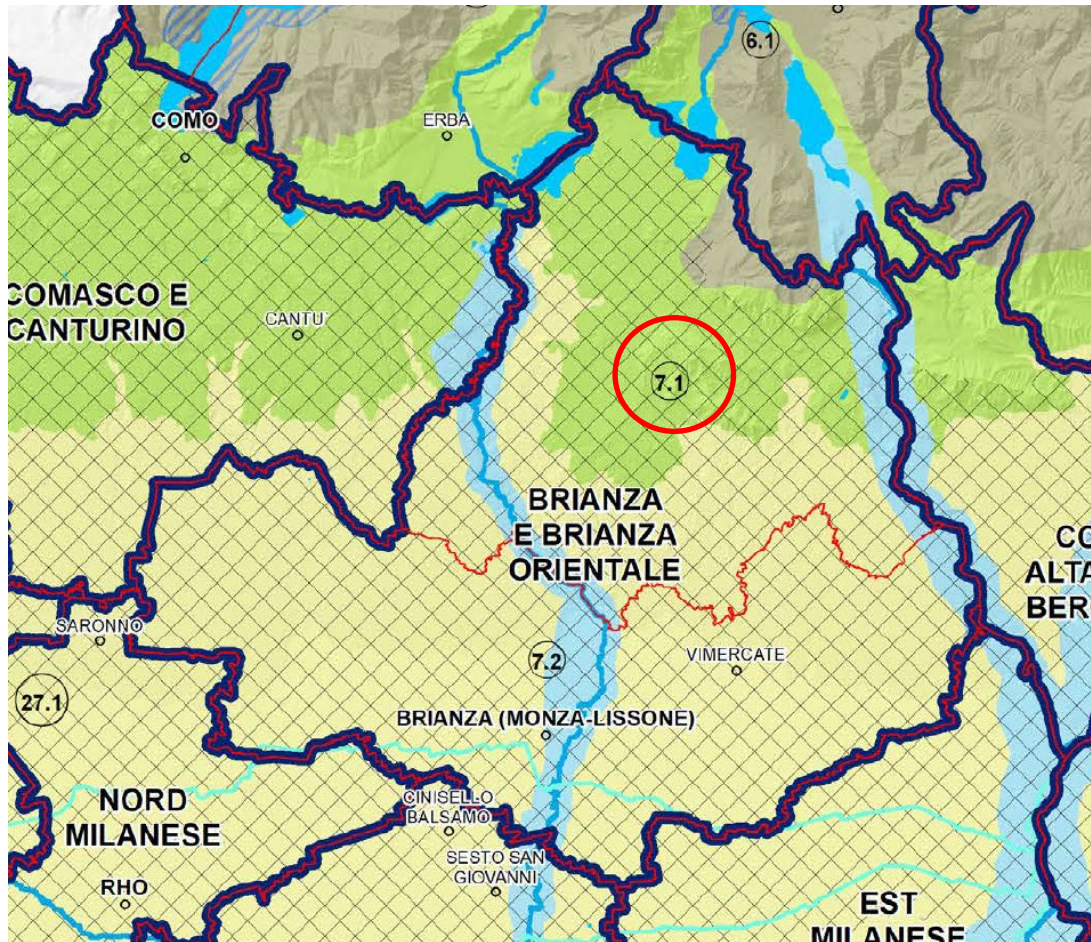 6.1
COMO
ERBA
COMASCO E
CANTURINO
CANTU'
7.1
BRIANZA
E BRIANZA
ORIENTALE
CO
ALTA
BER
SARONNO
7.2
VIMERCATE
27.1
BRIANZA (MONZA-LISSONE)
NORD
MILANESE
CINISELLO
BALSAMO
SESTO SAN
GIOVANNI
RHO
EST
MILANESE